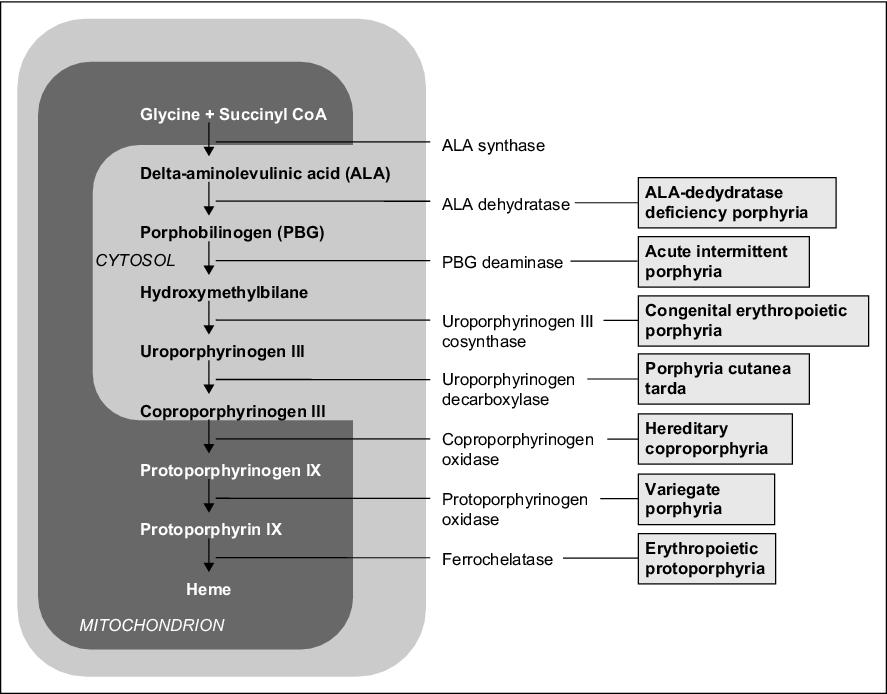 Glycine + Succinyl CoA
ALA synthase
Delta-aminolevulinic acid (ALA)
ALA dehydratase
ALA-dedydratase
deficiency porphyria
Porphobilinogen (PBG)
CYTOSOL
PBG deaminase
Acute intermittent
porphyria
Hydroxymethylbilane
Uroporphyrinogen III
cosynthase
Congenital erythropoietic
porphyria
Uroporphyrinogen III
Uroporphyrinogen
decarboxylase
Porphyria cutanea
tarda
Coproporphyrinogen III
Coproporphyrinogen
oxidase
Hereditary
coproporphyria
Protoporphyrinogen IX
Protoporphyrinogen
oxidase
Variegate
porphyria
Protoporphyrin IX
Ferrochelatase
Erythropoietic
protoporphyria
Heme
MITOCHONDRION